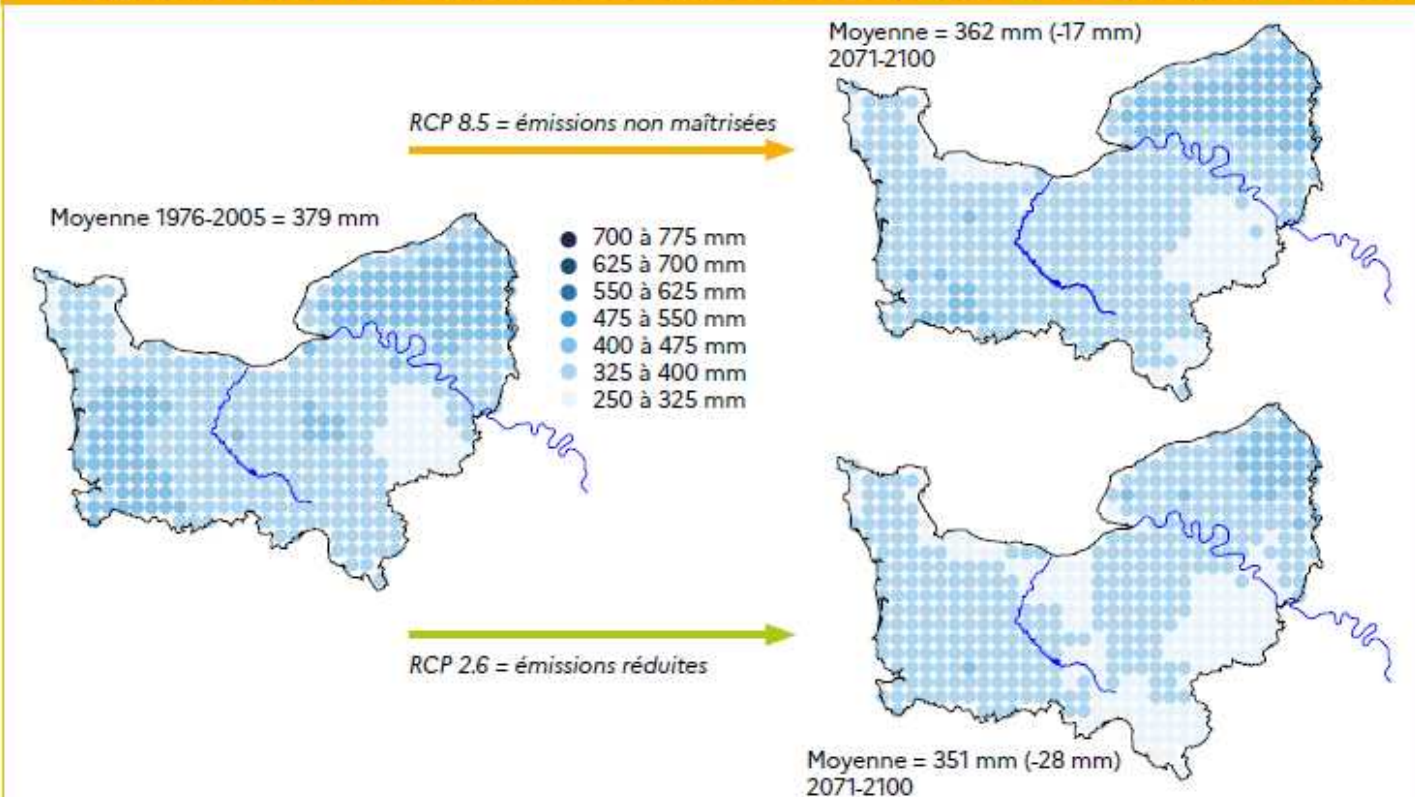 Moyenne = 362 mm (-17 mm)
2071-2100
RCP 8.5 = émissions non maîtrisées
Moyenne 1976-2005 = 379 mm
700 à 775 mm
625 à 700 mm
550 à 625 mm
475 à 550 mm
400 à 475 mm
325 à 400 mm
250 à 325 mm
RCP 2.6 = émissions réduites
Moyenne = 351 mm (-28 mm)
2071-2100